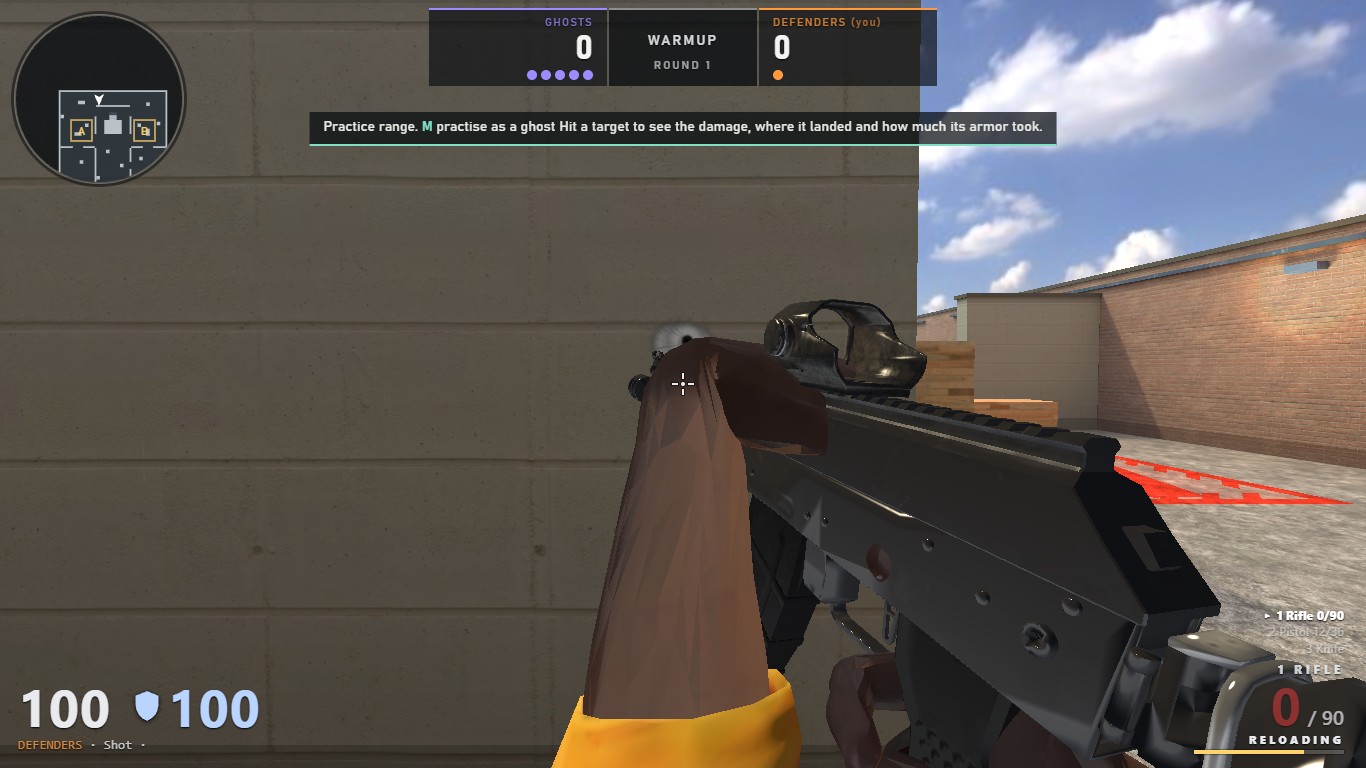 GHOSTS
0
WARMUP
ROUND 1
DEFENDERS (you)
0
Practice range. M practise as a ghost Hit a target to see the damage, where it landed and how much its armor took.
A
B
1 Rifle 0/90
2 Pistol 12/36
3 Knife
1 RIFLE
0 / 90
RELOADING
100 100
DEFENDERS · Shot ·